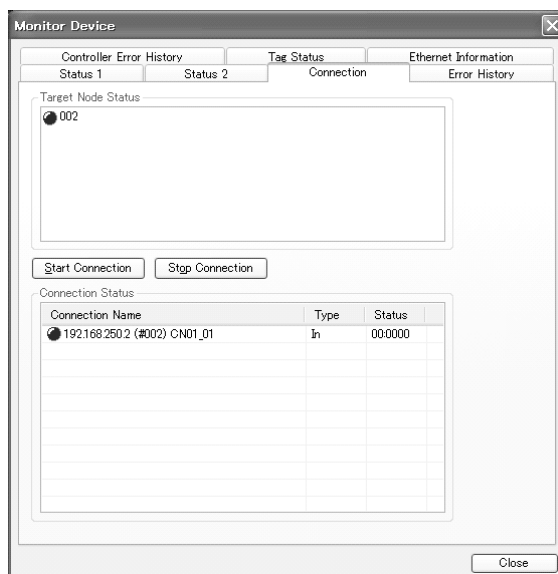 Monitor Device
Controller Error History Tag Status Ethernet Information
Status 1 Status 2 Connection Error History
Target Node Status
002
Start Connection Stop Connection
Connection Status
Connection Name Type Status
192.168.250.2 (#002) CN01_01 In 00:0000
Close